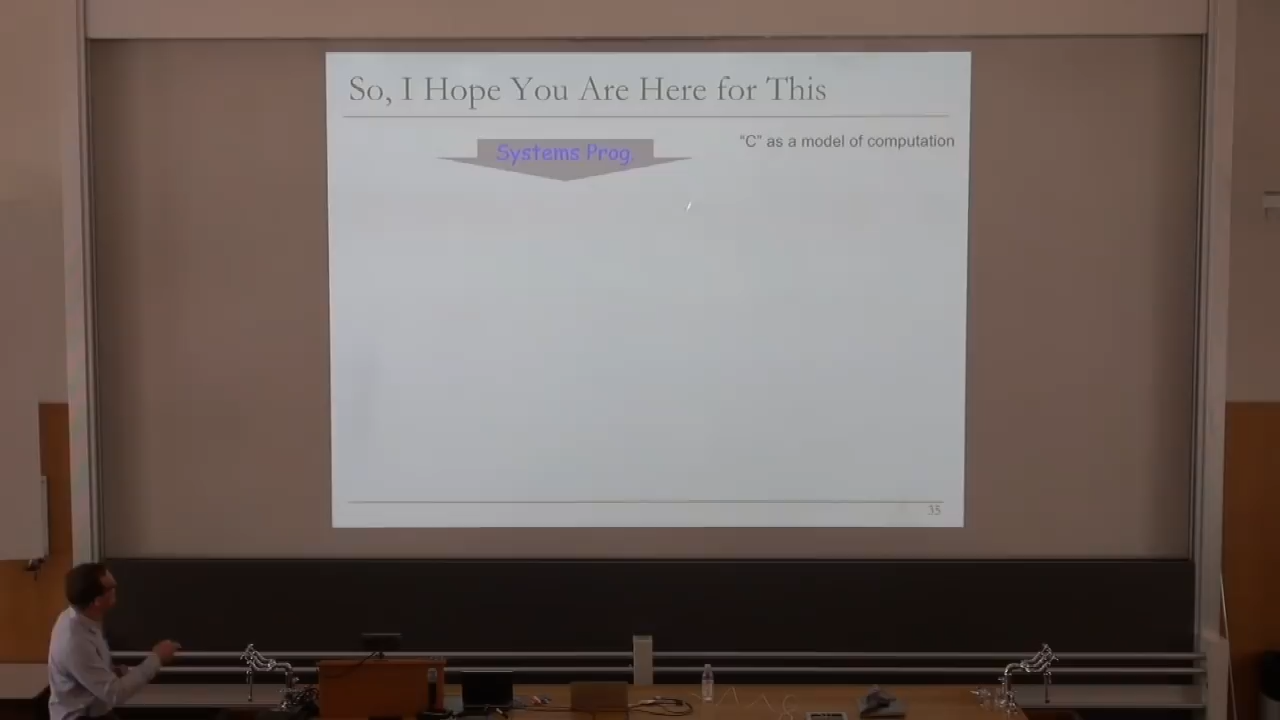 So, I Hope You Are Here for This
"C" as a model of computation
Systems Prog.
35